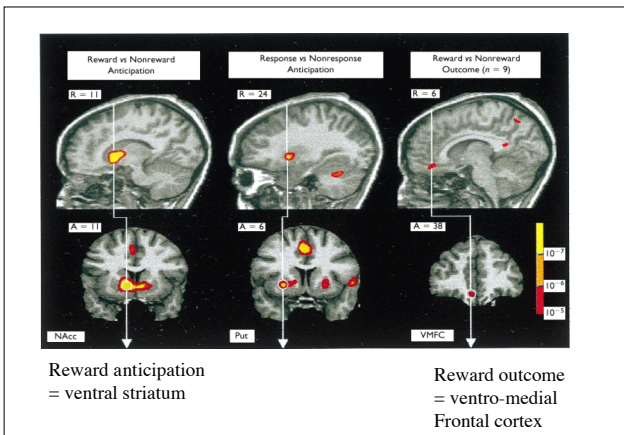 Reward vs Nonreward
Anticipation
Response vs Nonresponse
Anticipation
Reward vs Nonreward
Outcome (n = 9)
R = 11
R = 24
R = 6
A = 11
A = 6
A = 38
10-7
10-6
10-5
NAcc
Put
VMFC
Reward anticipation
= ventral striatum
Reward outcome
= ventro-medial
Frontal cortex